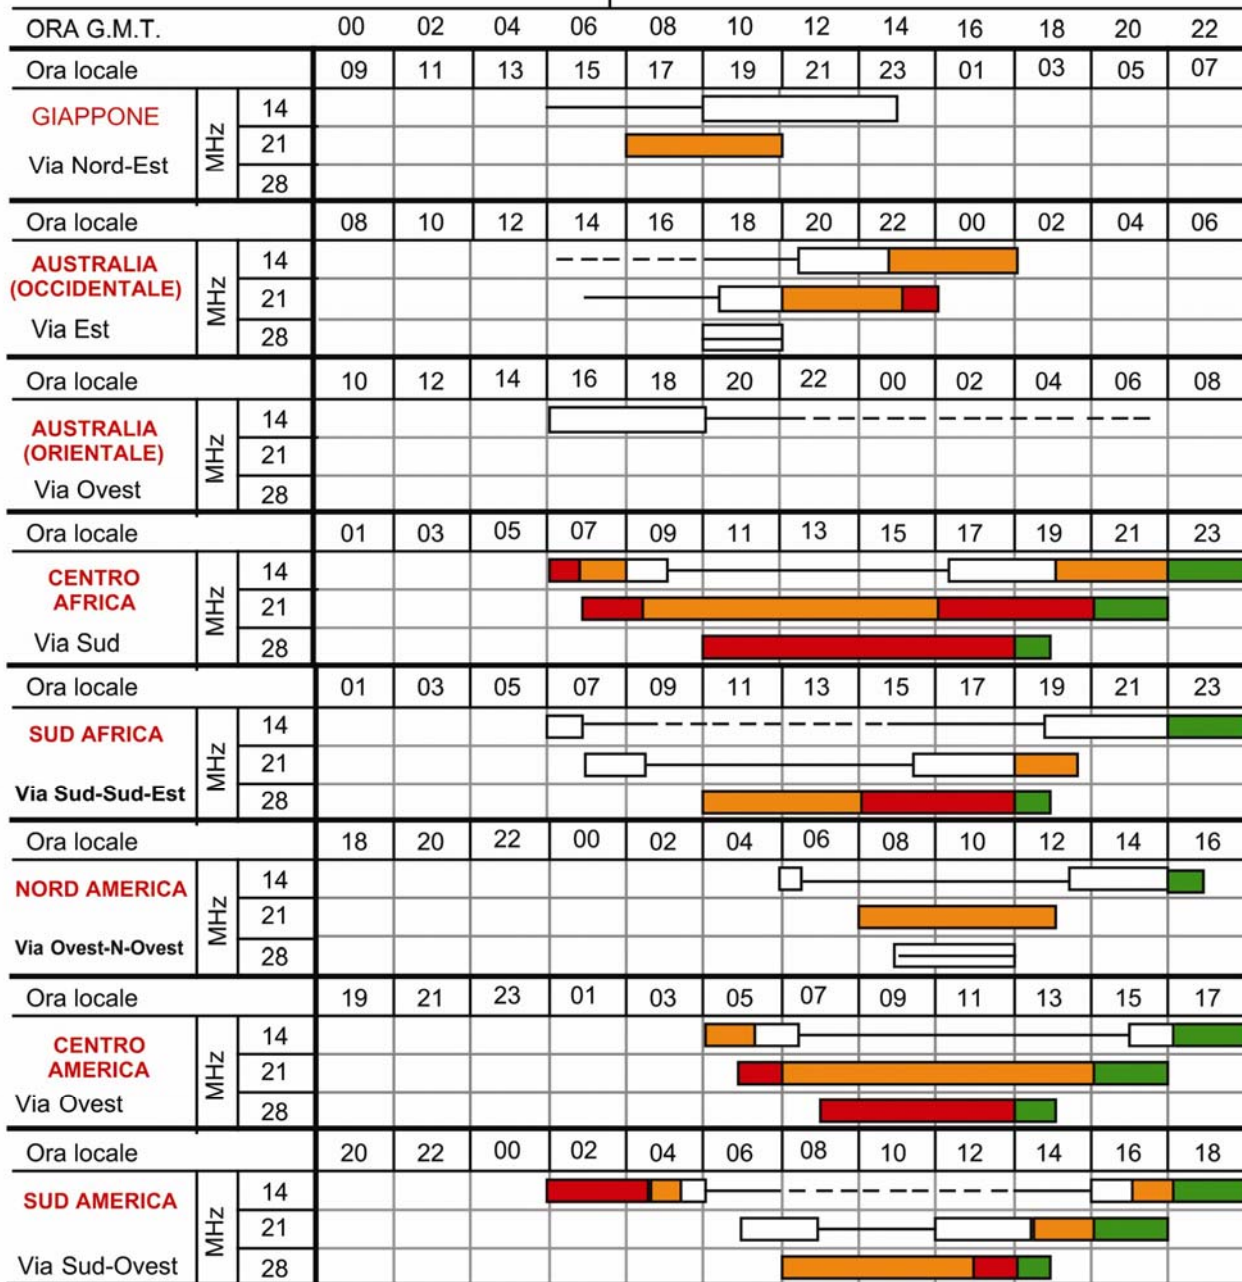 ORA G.M.T. 00 02 04 06 08 10 12 14 16 18 20 22
Ora locale 09 11 13 15 17 19 21 23 01 03 05 07
GIAPPONE
Via Nord-Est
MHz
14
21
28
Ora locale 08 10 12 14 16 18 20 22 00 02 04 06
AUSTRALIA
(OCCIDENTALE)
Via Est
MHz
14
21
28
Ora locale 10 12 14 16 18 20 22 00 02 04 06 08
AUSTRALIA
(ORIENTALE)
Via Ovest
MHz
14
21
28
Ora locale 01 03 05 07 09 11 13 15 17 19 21 23
CENTRO
AFRICA
Via Sud
MHz
14
21
28
Ora locale 01 03 05 07 09 11 13 15 17 19 21 23
SUD AFRICA
Via Sud-Sud-Est
MHz
14
21
28
Ora locale 18 20 22 00 02 04 06 08 10 12 14 16
NORD AMERICA
Via Ovest-N-Ovest
MHz
14
21
28
Ora locale 19 21 23 01 03 05 07 09 11 13 15 17
CENTRO
AMERICA
Via Ovest
MHz
14
21
28
Ora locale 20 22 00 02 04 06 08 10 12 14 16 18
SUD AMERICA
Via Sud-Ovest
MHz
14
21
28